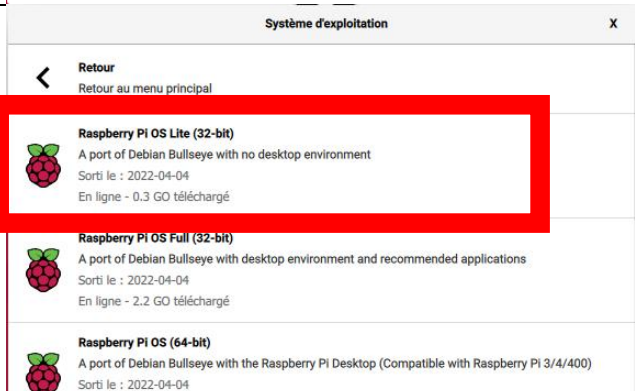 Système d'exploitation X
Retour
Retour au menu principal
Raspberry Pi OS Lite (32-bit)
A port of Debian Bullseye with no desktop environment
Sorti le : 2022-04-04
En ligne - 0.3 GO téléchargé
Raspberry Pi OS Full (32-bit)
A port of Debian Bullseye with desktop environment and recommended applications
Sorti le : 2022-04-04
En ligne - 2.2 GO téléchargé
Raspberry Pi OS (64-bit)
A port of Debian Bullseye with the Raspberry Pi Desktop (Compatible with Raspberry Pi 3/4/400)
Sorti le : 2022-04-04